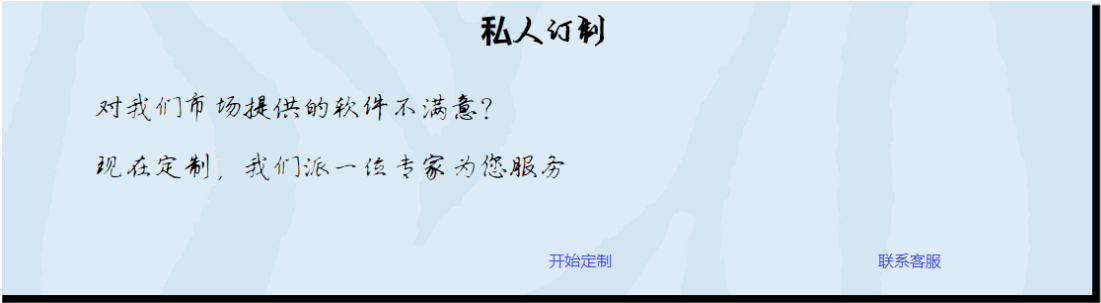 私人订制
对我们市场提供的软件不满意?
现在定制，我们派一位专家为您服务
开始定制
联系客服